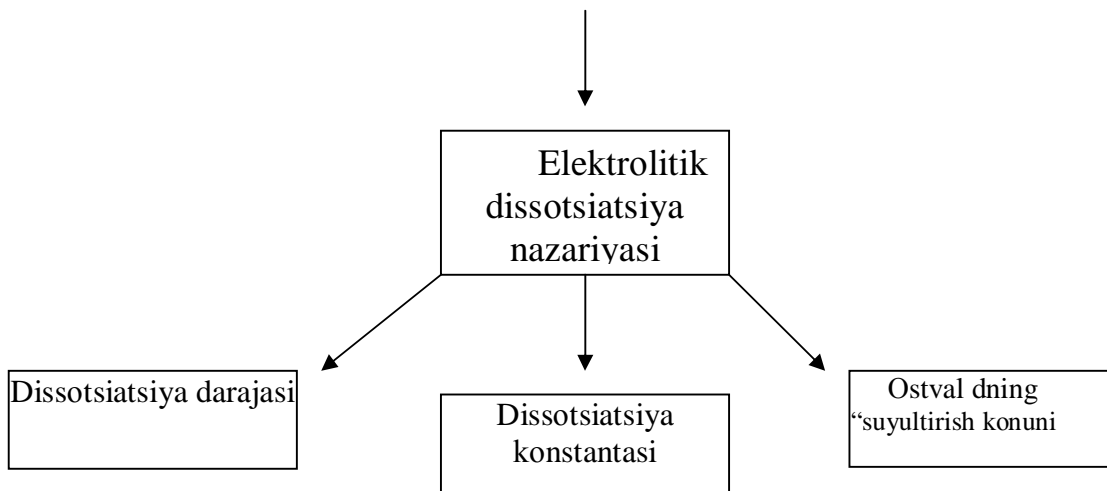 Elektrolitik
dissotsiatsiya
nazariyasi
Dissotsiatsiya darajasi
Dissotsiatsiya
konstantasi
Ostval dning
“suyultirish konuni